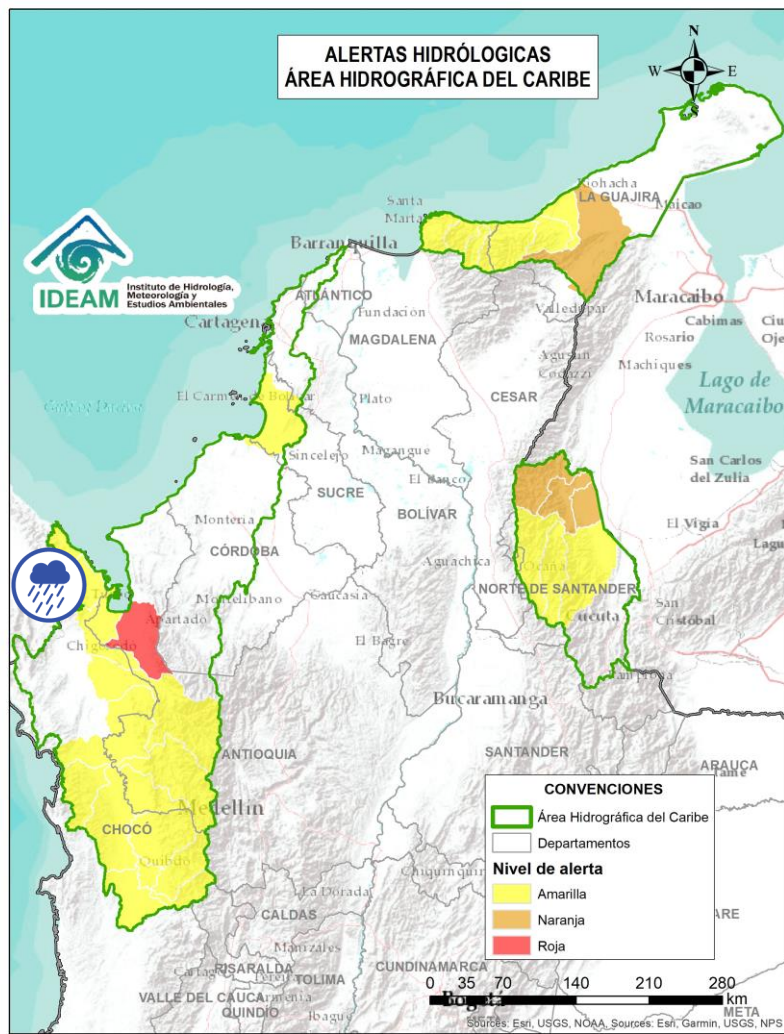 ALERTAS HIDRÓLOGICAS
ÁREA HIDROGRÁFICA DEL CARIBE
N
W
E
S
Riohacha
LA GUAJIRA
Maicao
Santa
Marta
Barranquilla
IDEAM
Instituto de Hidrología,
Meteorología y
Estudios Ambientales
ATLÁNTICO
Fundación
Valledupar
Maracaibo
Cabimas
Cartagen
MAGDALENA
Rosario
Agustín
Codazzi
Machiques
CESAR
Lago de
Maracaibo
El Carmen de Bolívar
Plato
Sincelejo
Magangue
San Carlos
del Zulia
El Banco
SUCRE
BOLÍVAR
El Vigía
Montería
CÓRDOBA
Aguachica
Ocaña
NORTE DE SANTANDER
Montelíbano
Caucasia
Apartado
San
Cristóbal
Cucuta
El Bagre
Chigorodó
Pamplona
Bucaramanga
ANTIOQUIA
SANTANDER
ARAUCA
Medellín
CHOCÓ
Quibdó
La Dorada
CALDAS
Manizales
RISARALDA
TOLIMA
CUNDINAMARCA
VALLE DEL CAUCA
Armenia
QUINDÍO
Ibagué
Bogotá
META
CONVENCIONES
Área Hidrográfica del Caribe
Departamentos
Nivel de alerta
Amarilla
Naranja
Roja
0 35 70 140 210 280
km
Sources: Esri, USGS, NOAA, Sources: Esri, Garmin, USGS, NPS